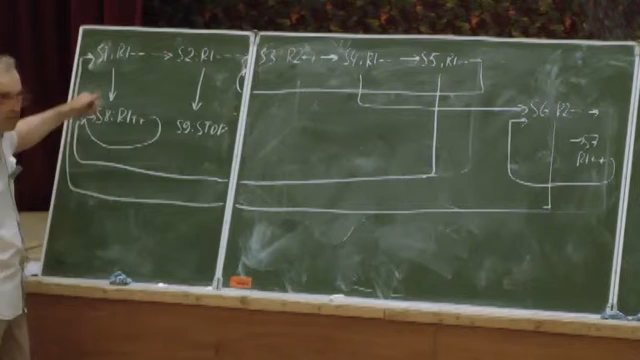 S1.R1-- → S2.R1-- → S3.R2++ → S4.R1-- → S5.R1--
S8.R1++ S9.STOP S6.R2-- →
→ S7
R1++